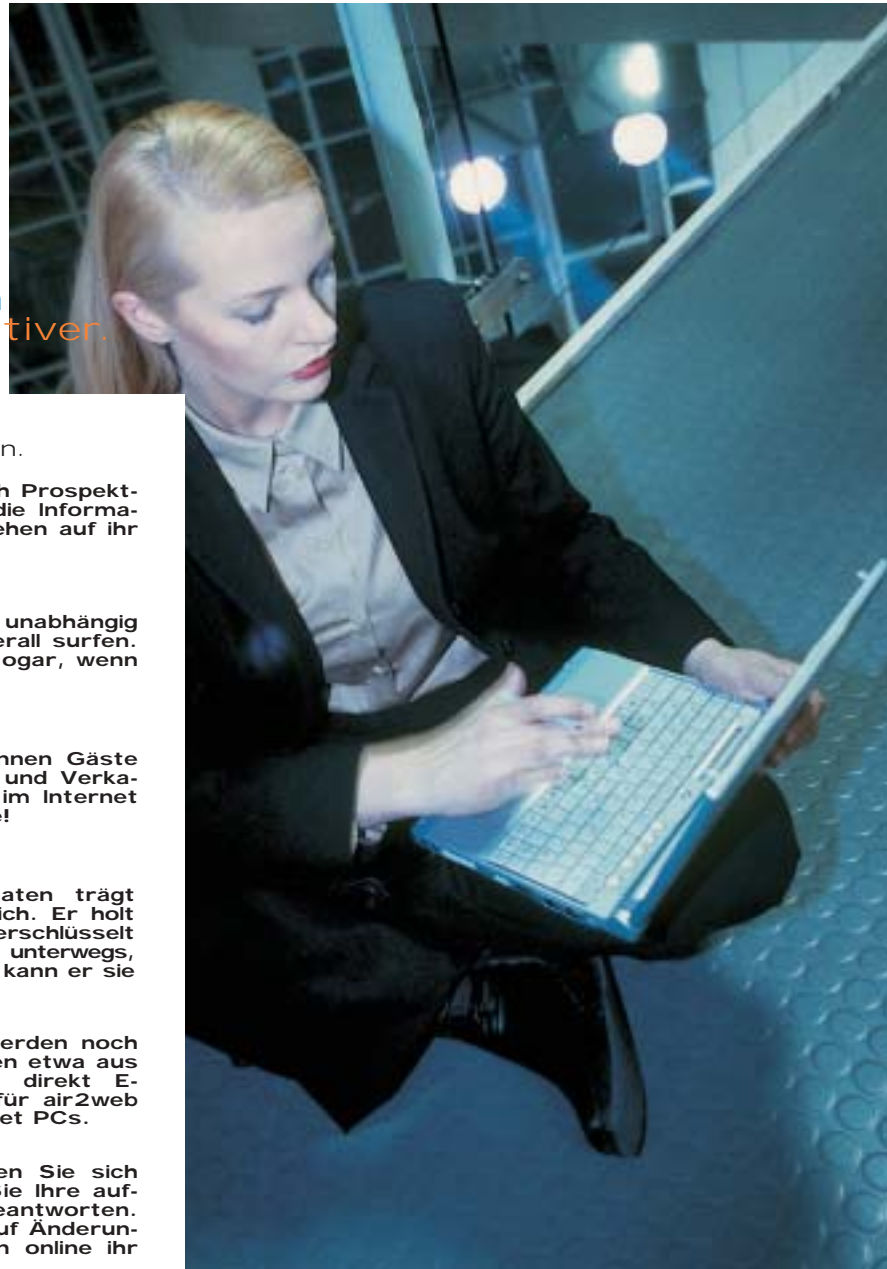 tiver.
n.
h Prospekt-
die Informa-
ehen auf ihr
unabhängig
erall surfen.
ogar, wenn
nnen Gäste
und Verka-
im Internet
e!
aten trägt
ich. Er holt
erschlüsselt
unterwegs,
kann er sie
erden noch
en etwa aus
direkt E-
für air2web
et PCs.
en Sie sich
Sie Ihre auf-
eantworten.
uf Änderun-
n online ihr